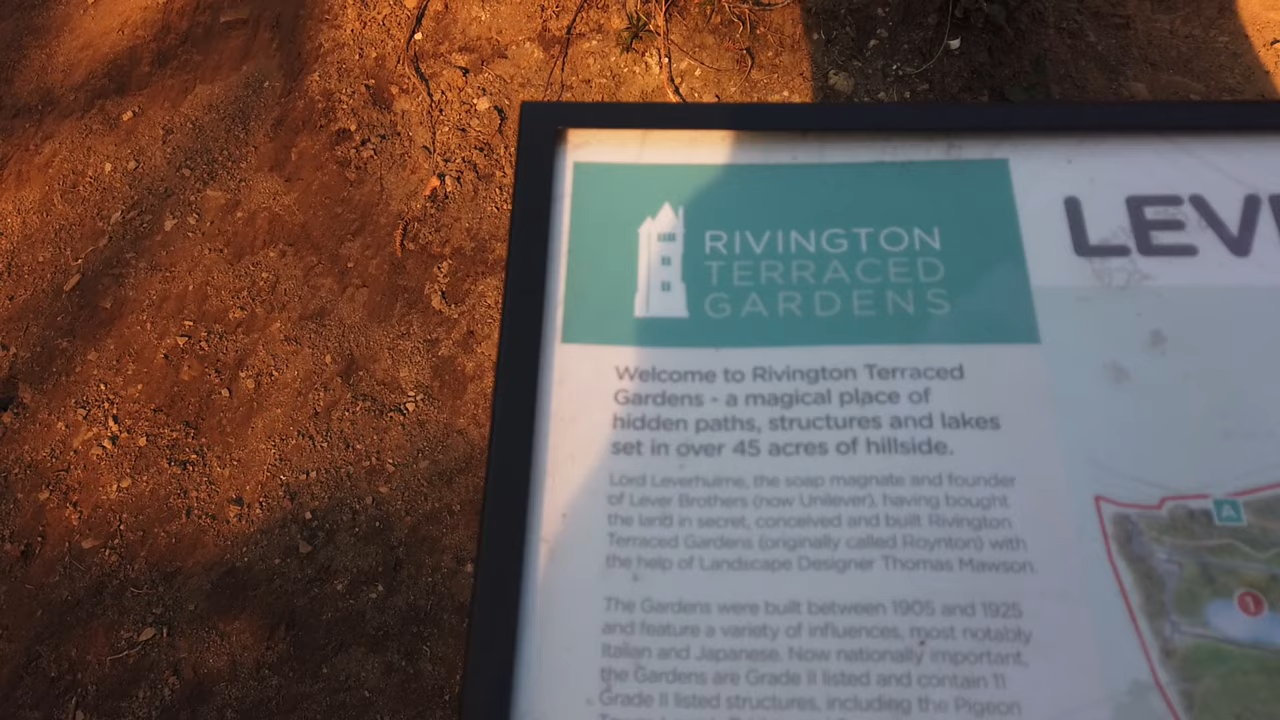 RIVINGTON
TERRACED
GARDENS
LEV
Welcome to Rivington Terraced
Gardens - a magical place of
hidden paths, structures and lakes
set in over 45 acres of hillside.
Lord Leverhulme, the soap magnate and founder
of Lever Brothers (now Unilever), having bought
the land in secret, conceived and built Rivington
Terraced Gardens (originally called Roynton) with
the help of Landscape Designer Thomas Mawson.
The Gardens were built between 1905 and 1925
and feature a variety of influences, most notably
Italian and Japanese. Now nationally important,
the Gardens are Grade II listed and contain 11
Grade II listed structures, including the Pigeon
A
1